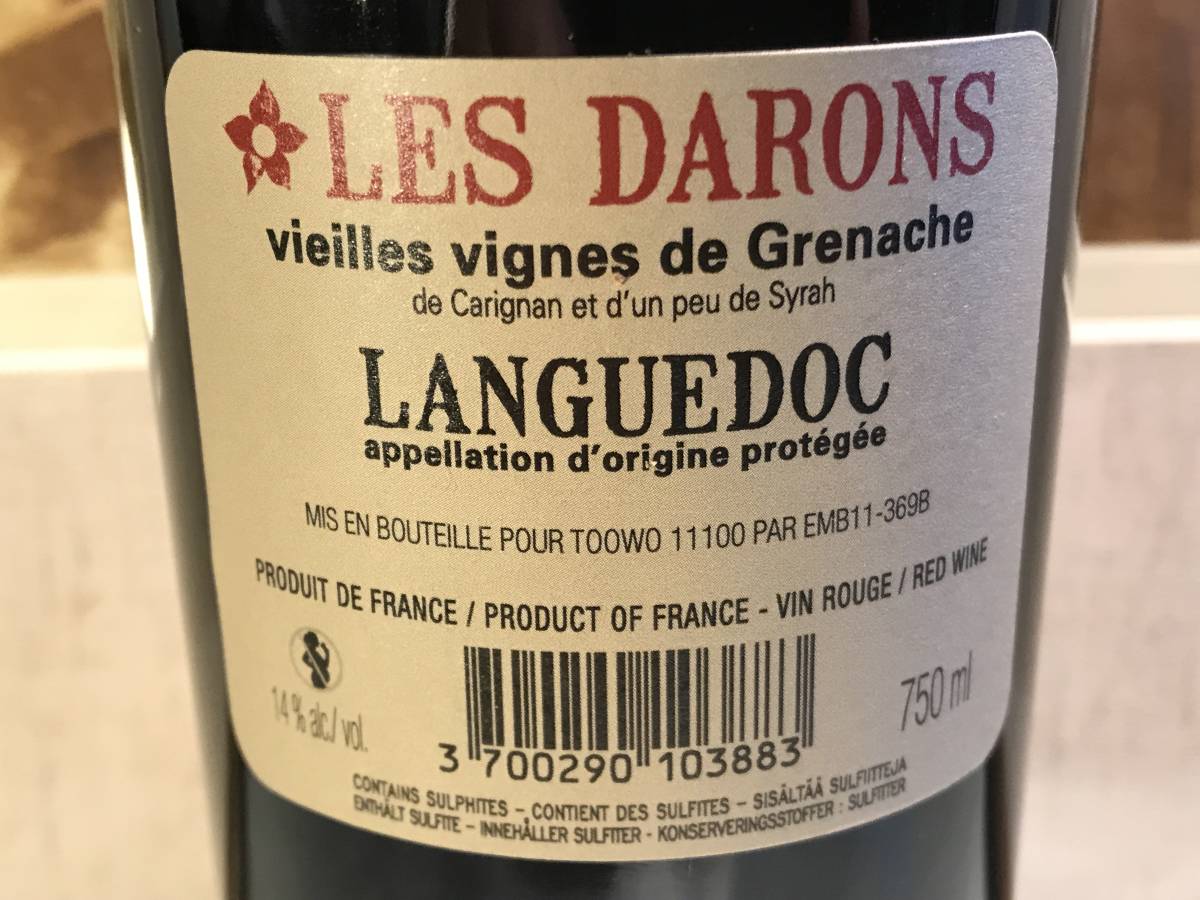 LES DARONS
vieilles vignes de Grenache
de Carignan et d'un peu de Syrah
LANGUEDOC
appellation d'origine protégée
MIS EN BOUTEILLE POUR TOOWO 11100 PAR EMB11-369B
PRODUIT DE FRANCE / PRODUCT OF FRANCE - VIN ROUGE / RED WINE
14 % alc/vol.
750 ml
3 700290 103883
CONTAINS SULPHITES - CONTIENT DES SULFITES - SISÂLTÄÄ SULFIITTEJA
ENTHÄLT SULFITE - INNEHÅLLER SULFITER - KONSERVERINGSSTOFFER : SULFITTER